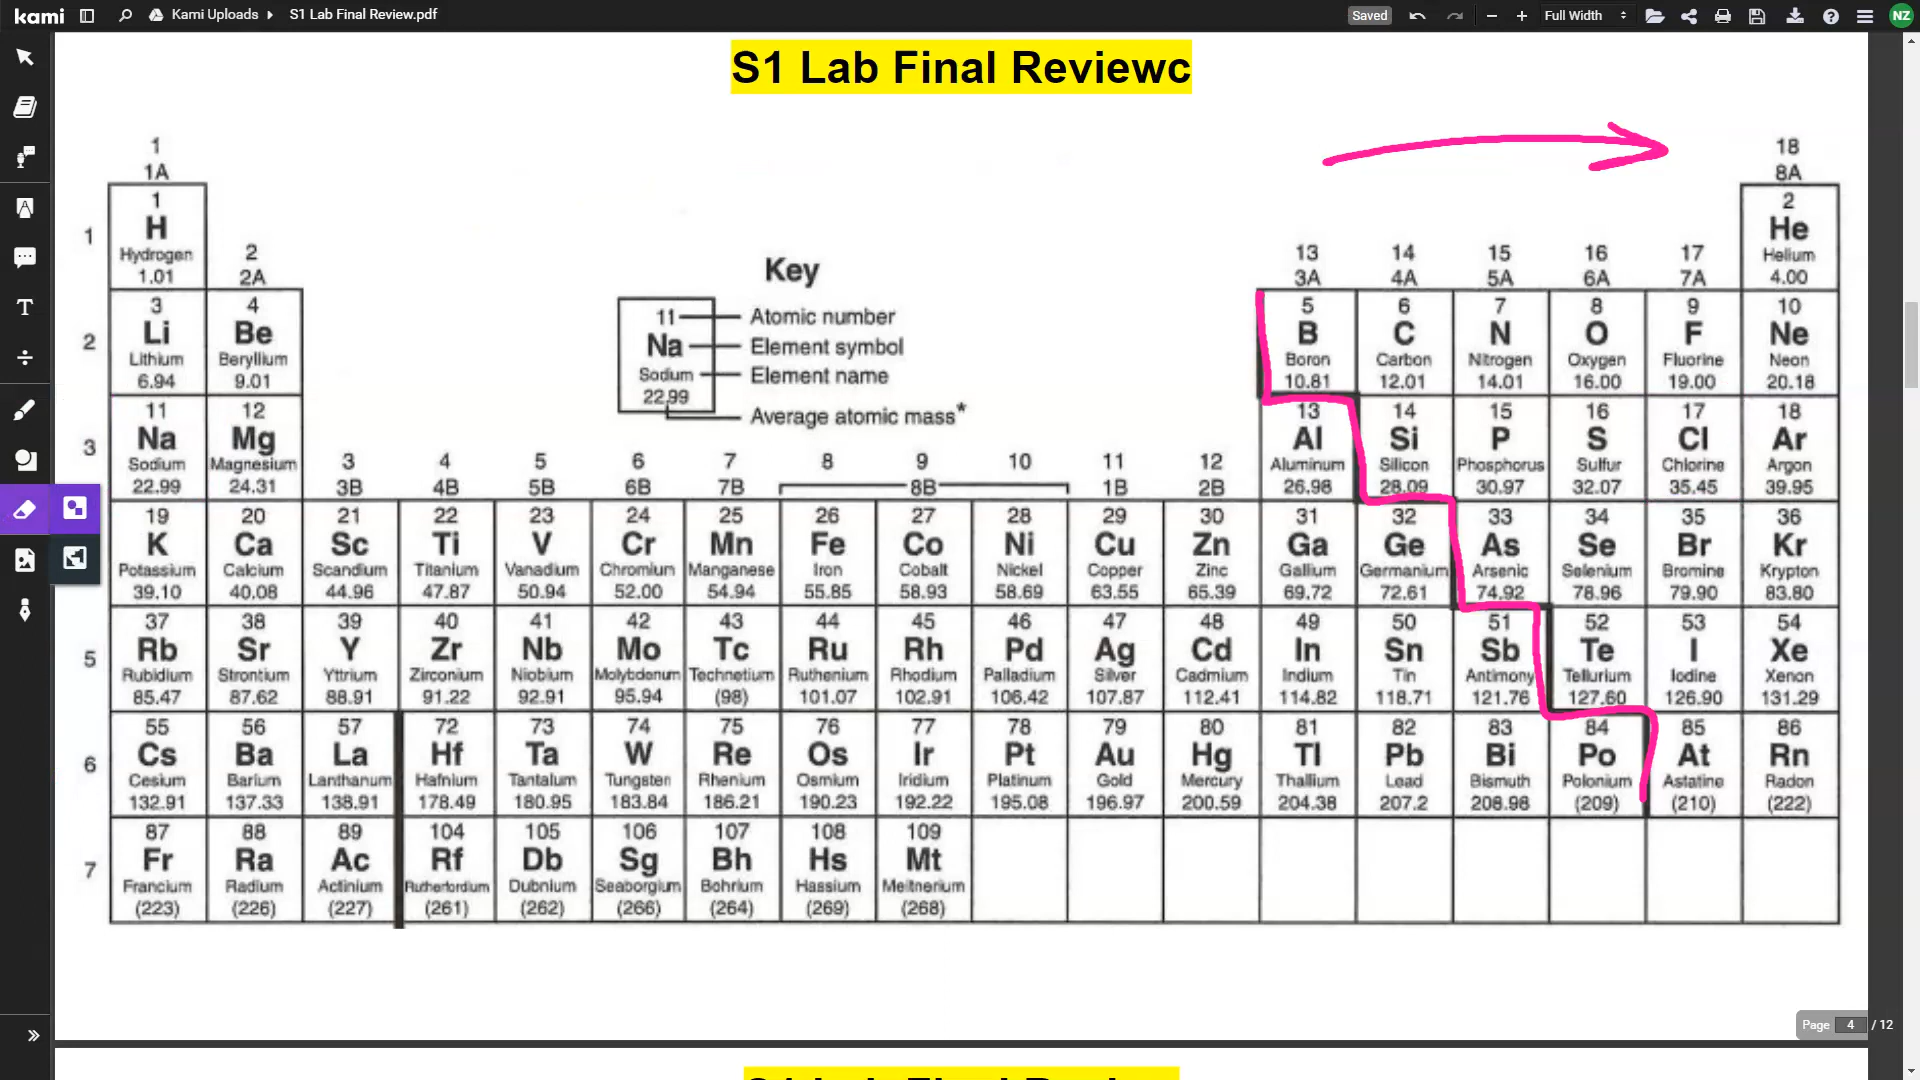 kami Kami Uploads S1 Lab Final Review.pdf Saved Full Width NZ
S1 Lab Final Reviewc
1 18
1A 8A
1 2
H He
Hydrogen Helium
1.01 4.00
1
2 13 14 15 16 17
2A 3A 4A 5A 6A 7A
Key
11 Atomic number
Na Element symbol
Sodium Element name
22.99 Average atomic mass*
3 4 5 6 7 8 9 10
Li Be B C N O F Ne
Lithium Beryllium Boron Carbon Nitrogen Oxygen Fluorine Neon
6.94 9.01 10.81 12.01 14.01 16.00 19.00 20.18
2
11 12 13 14 15 16 17 18
Na Mg Al Si P S Cl Ar
Sodium Magnesium Aluminum Silicon Phosphorus Sulfur Chlorine Argon
22.99 24.31 26.98 28.09 30.97 32.07 35.45 39.95
3
3 4 5 6 7 8 9 10 11 12
3B 4B 5B 6B 7B 8B 1B 2B
19 20 21 22 23 24 25 26 27 28 29 30 31 32 33 34 35 36
K Ca Sc Ti V Cr Mn Fe Co Ni Cu Zn Ga Ge As Se Br Kr
Potassium Calcium Scandium Titanium Vanadium Chromium Manganese Iron Cobalt Nickel Copper Zinc Gallium Germanium Arsenic Selenium Bromine Krypton
39.10 40.08 44.96 47.87 50.94 52.00 54.94 55.85 58.93 58.69 63.55 65.39 69.72 72.61 74.92 78.96 79.90 83.80
37 38 39 40 41 42 43 44 45 46 47 48 49 50 51 52 53 54
Rb Sr Y Zr Nb Mo Tc Ru Rh Pd Ag Cd In Sn Sb Te I Xe
Rubidium Strontium Yttrium Zirconium Niobium Molybdenum Technetium Ruthenium Rhodium Palladium Silver Cadmium Indium Tin Antimony Tellurium Iodine Xenon
85.47 87.62 88.91 91.22 92.91 95.94 (98) 101.07 102.91 106.42 107.87 112.41 114.82 118.71 121.76 127.60 126.90 131.29
5
55 56 57 72 73 74 75 76 77 78 79 80 81 82 83 84 85 86
Cs Ba La Hf Ta W Re Os Ir Pt Au Hg Tl Pb Bi Po At Rn
Cesium Barium Lanthanum Hafnium Tantalum Tungsten Rhenium Osmium Iridium Platinum Gold Mercury Thallium Lead Bismuth Polonium Astatine Radon
132.91 137.33 138.91 178.49 180.95 183.84 186.21 190.23 192.22 195.08 196.97 200.59 204.38 207.2 208.98 (209) (210) (222)
6
87 88 89 104 105 106 107 108 109
Fr Ra Ac Rf Db Sg Bh Hs Mt
Francium Radium Actinium Rutherfordium Dubnium Seaborgium Bohrium Hassium Meitnerium
(223) (226) (227) (261) (262) (266) (264) (269) (268)
7
Page 4 / 12